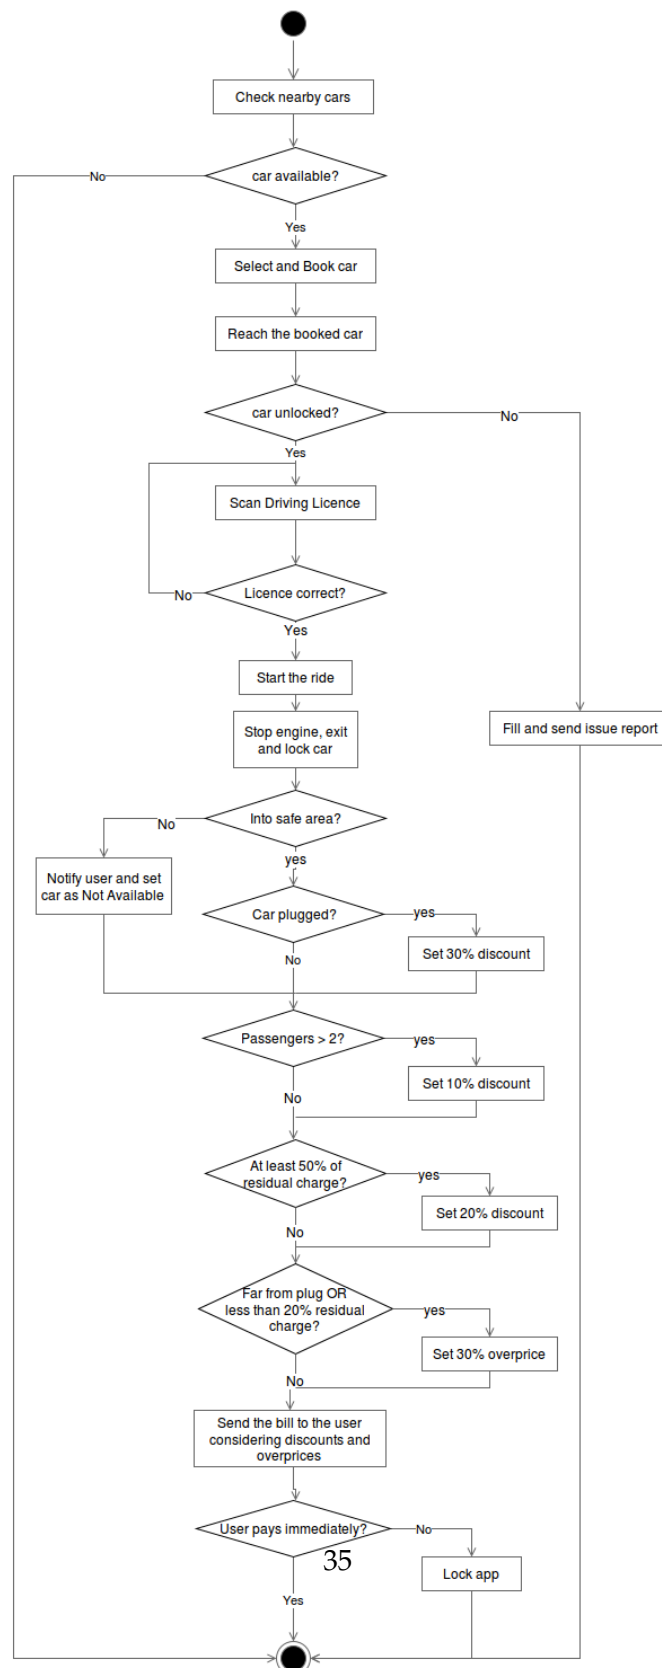 Check nearby cars
No
car available?
Yes
Select and Book car
Reach the booked car
car unlocked?
No
Yes
Scan Driving Licence
Licence correct?
No
Yes
Start the ride
Stop engine, exit
and lock car
Fill and send issue report
Into safe area?
No
yes
Notify user and set
car as Not Available
Car plugged?
yes
Set 30% discount
No
Passengers > 2?
yes
Set 10% discount
No
At least 50% of
residual charge?
yes
Set 20% discount
No
Far from plug OR
less than 20% residual
charge?
yes
Set 30% overprice
No
Send the bill to the user
considering discounts and
overprices
User pays immediately?
No
35
Lock app
Yes